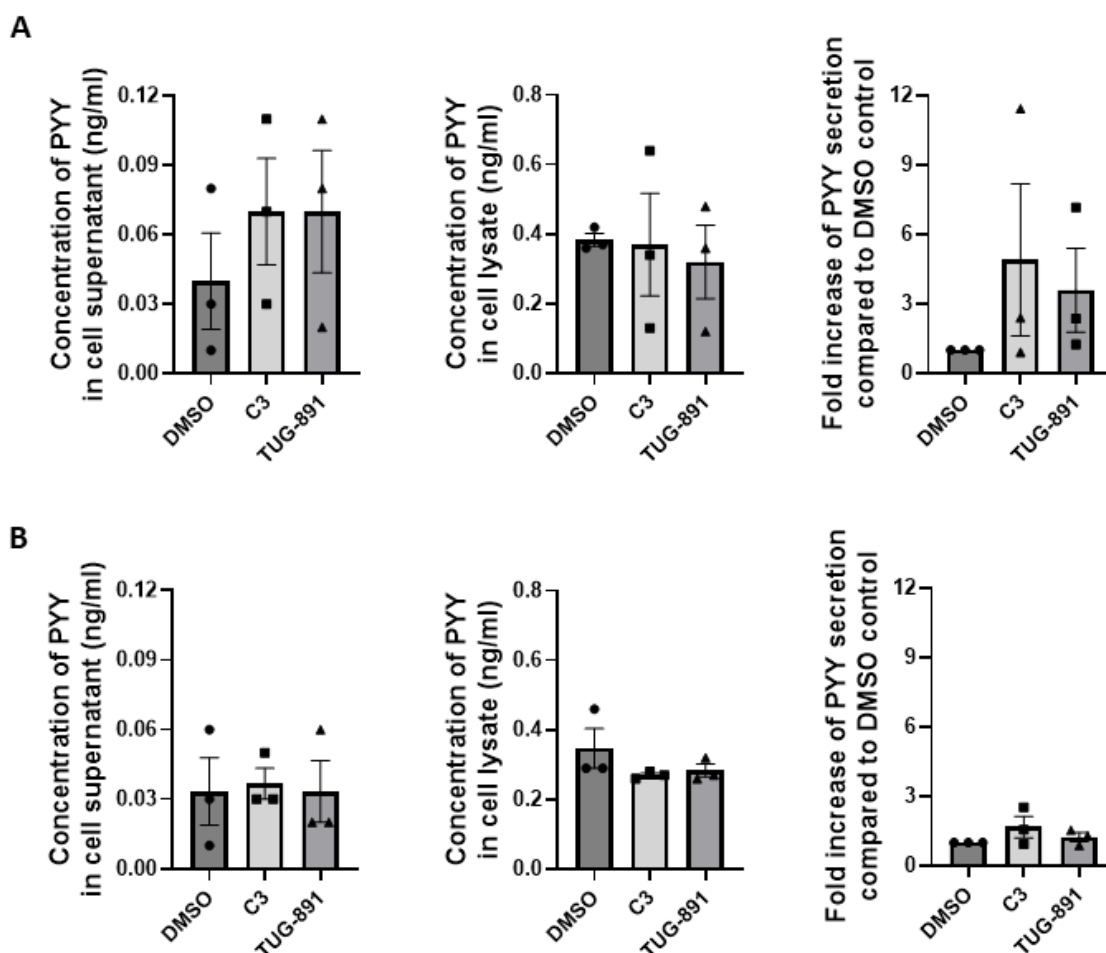 A
Concentration of PYY
in cell supernatant (ng/ml)
0.12
0.09
0.06
0.03
0.00
DMSO
C3
TUG-891
Concentration of PYY
in cell lysate (ng/ml)
0.8
0.6
0.4
0.2
0.0
DMSO
C3
TUG-891
Fold increase of PYY secretion
compared to DMSO control
12
9
6
3
0
DMSO
C3
TUG-891
B
Concentration of PYY
in cell supernatant (ng/ml)
0.12
0.09
0.06
0.03
0.00
DMSO
C3
TUG-891
Concentration of PYY
in cell lysate (ng/ml)
0.8
0.6
0.4
0.2
0.0
DMSO
C3
TUG-891
Fold increase of PYY secretion
compared to DMSO control
12
9
6
3
0
DMSO
C3
TUG-891